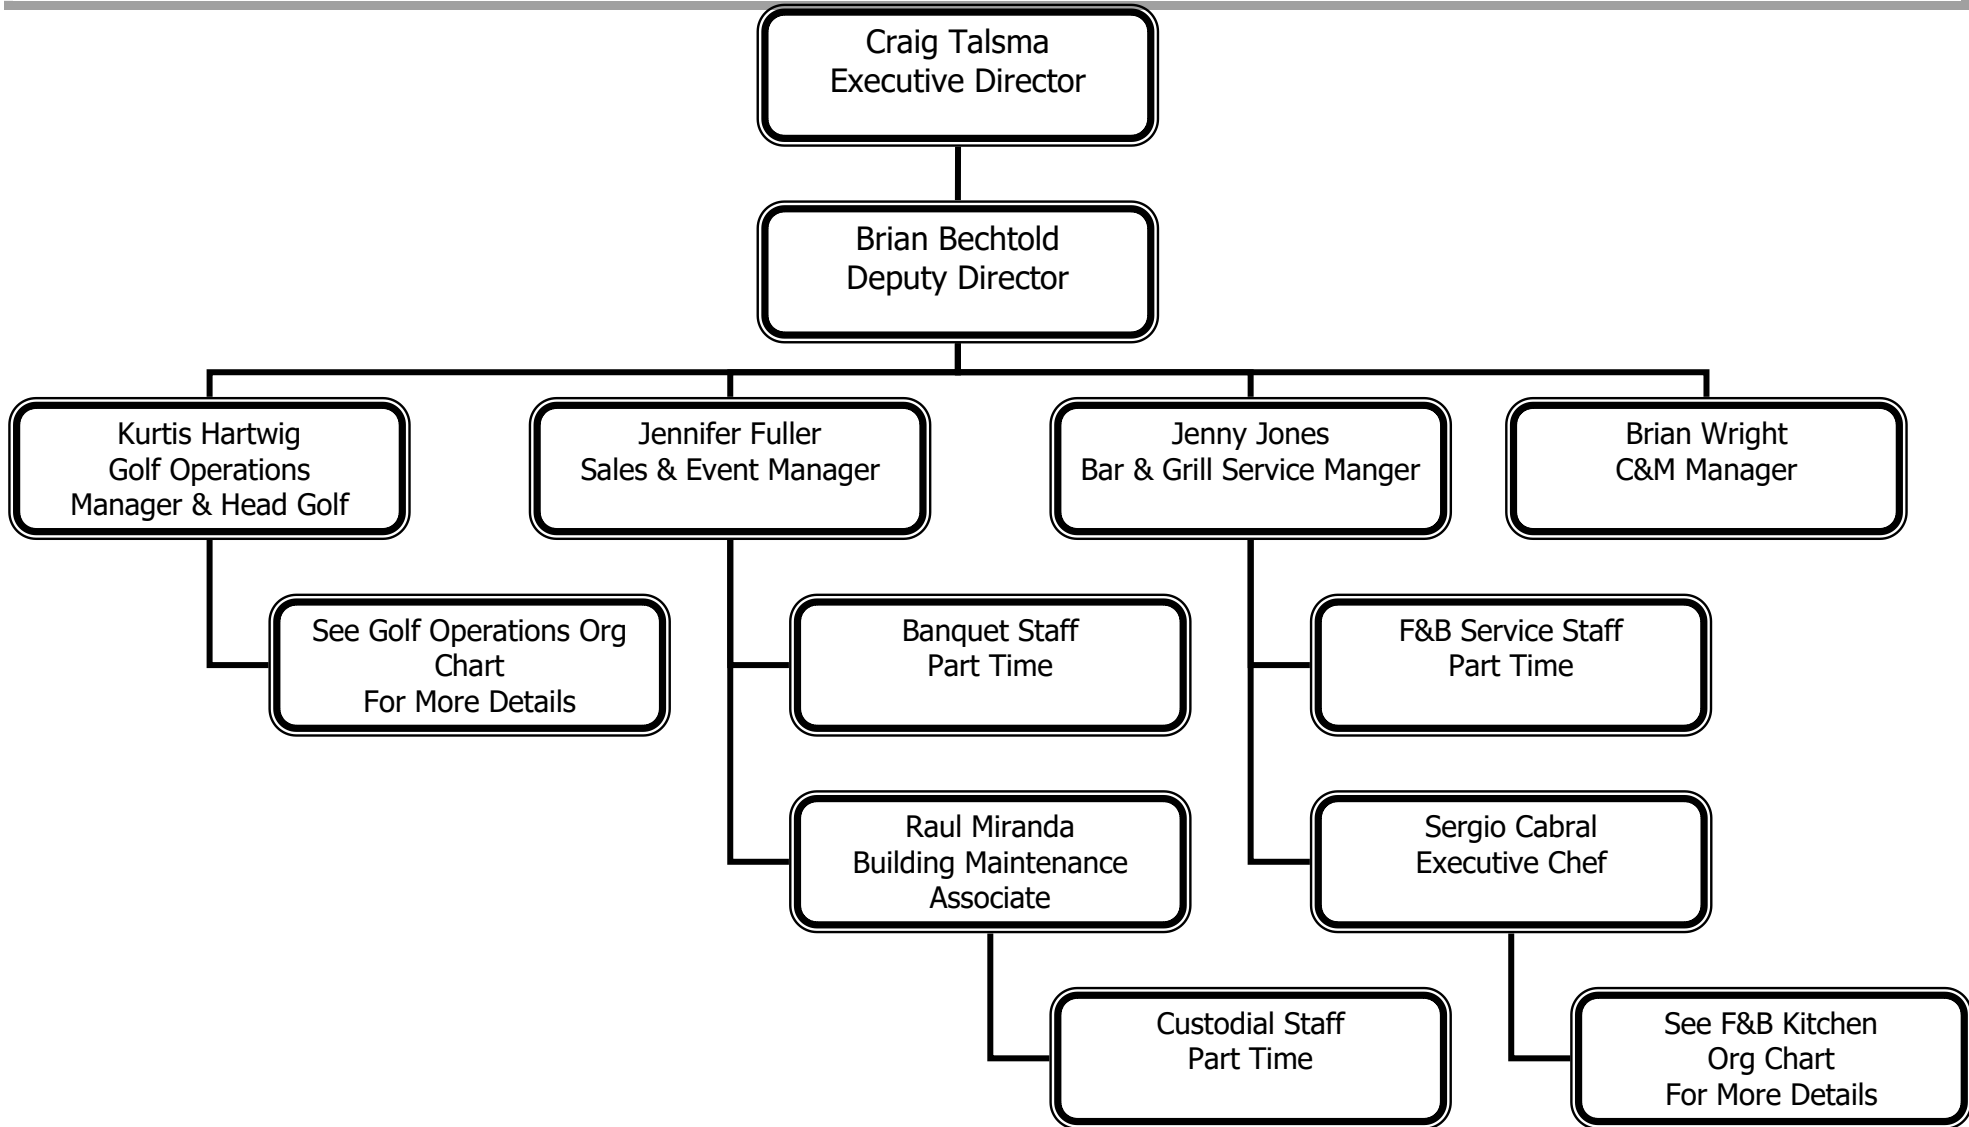 Craig Talsma
Executive Director
Brian Bechtold
Deputy Director
Kurtis Hartwig
Golf Operations
Manager & Head Golf
Jennifer Fuller
Sales & Event Manager
Jenny Jones
Bar & Grill Service Manger
Brian Wright
C&M Manager
See Golf Operations Org
Chart
For More Details
Banquet Staff
Part Time
F&B Service Staff
Part Time
Raul Miranda
Building Maintenance
Associate
Sergio Cabral
Executive Chef
Custodial Staff
Part Time
See F&B Kitchen
Org Chart
For More Details